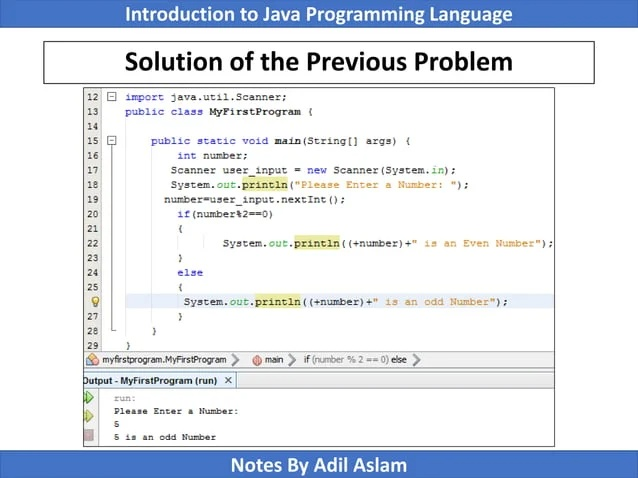 Introduction to Java Programming Language
Solution of the Previous Problem
12 import java.util.Scanner;
13 public class MyFirstProgram {
14
15 public static void main(String[] args) {
16 int number;
17 Scanner user_input = new Scanner(System.in);
18 System.out.println("Please Enter a Number: ");
19 number=user_input.nextInt();
20 if(number%2==0)
21 {
22 System.out.println((+number)+" is an Even Number");
23 }
24 else
25 {
System.out.println((+number)+" is an odd Number");
27 }
28 }
29 }
myfirstprogram.MyFirstProgram main if (number % 2 == 0) else
Output - MyFirstProgram (run) X
run:
Please Enter a Number:
5
5 is an odd Number
Notes By Adil Aslam